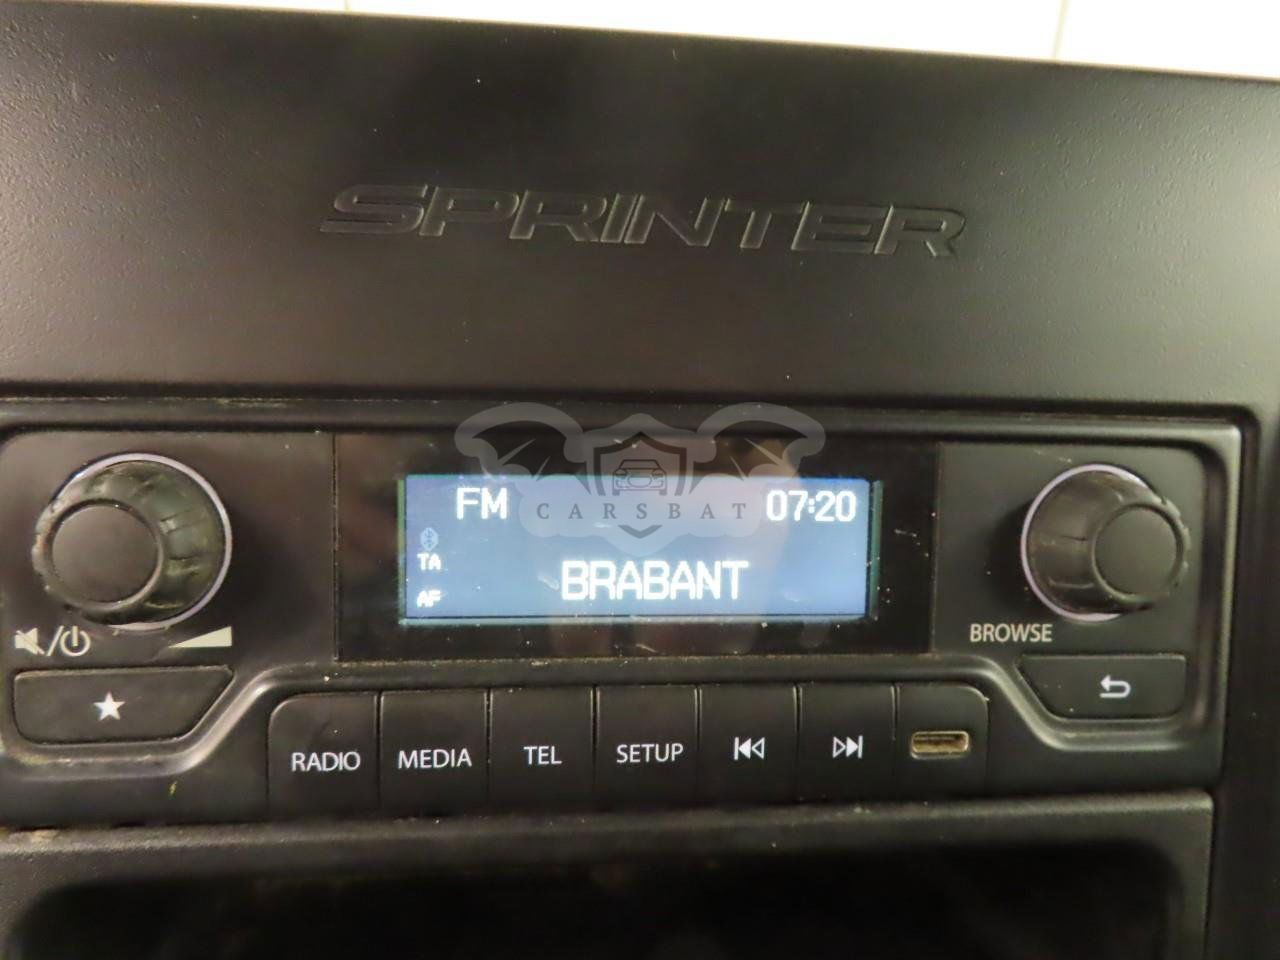 SPRINTER
FM
07:20
CARSBAT
TA
BRABANT
AF
BROWSE
RADIO
MEDIA
TEL
SETUP